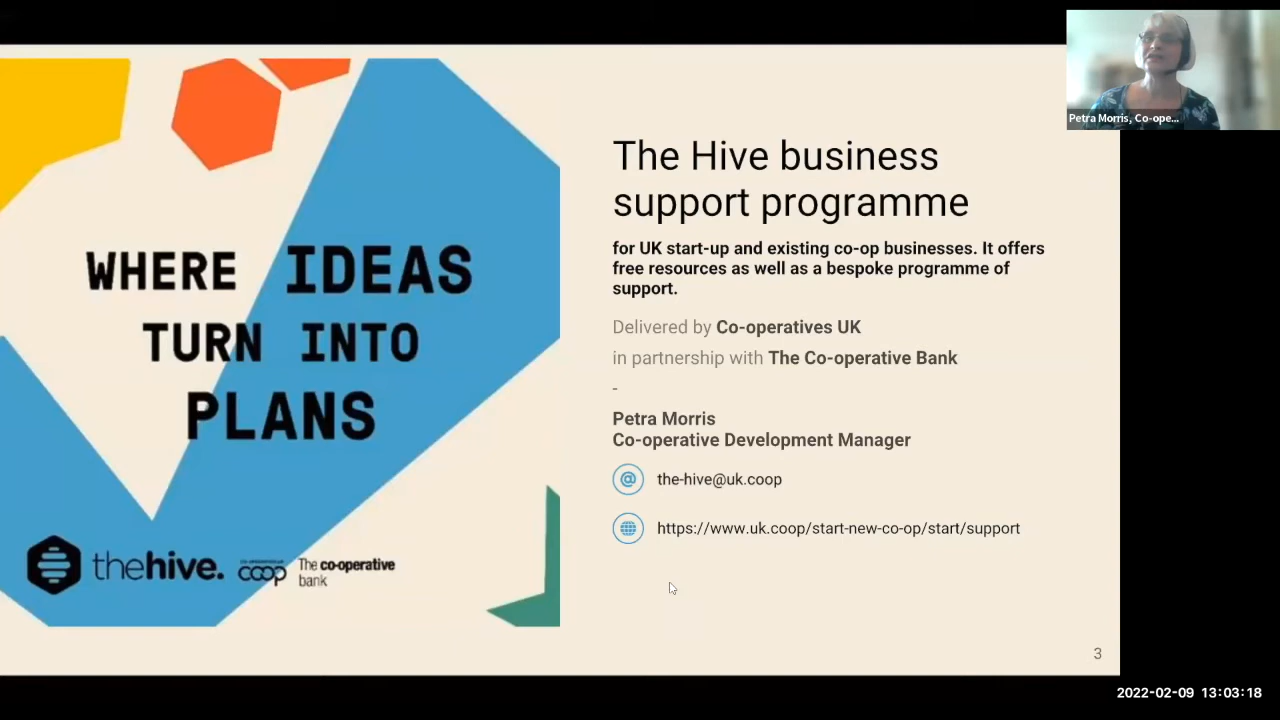 WHERE IDEAS
TURN INTO
PLANS
thehive.
coop
The co-operative
bank
The Hive business
support programme
for UK start-up and existing co-op businesses. It offers
free resources as well as a bespoke programme of
support.
Delivered by Co-operatives UK
in partnership with The Co-operative Bank
-
Petra Morris
Co-operative Development Manager
@ the-hive@uk.coop
https://www.uk.coop/start-new-co-op/start/support
3
Petra Morris, Co-ope...
2022-02-09 13:03:18